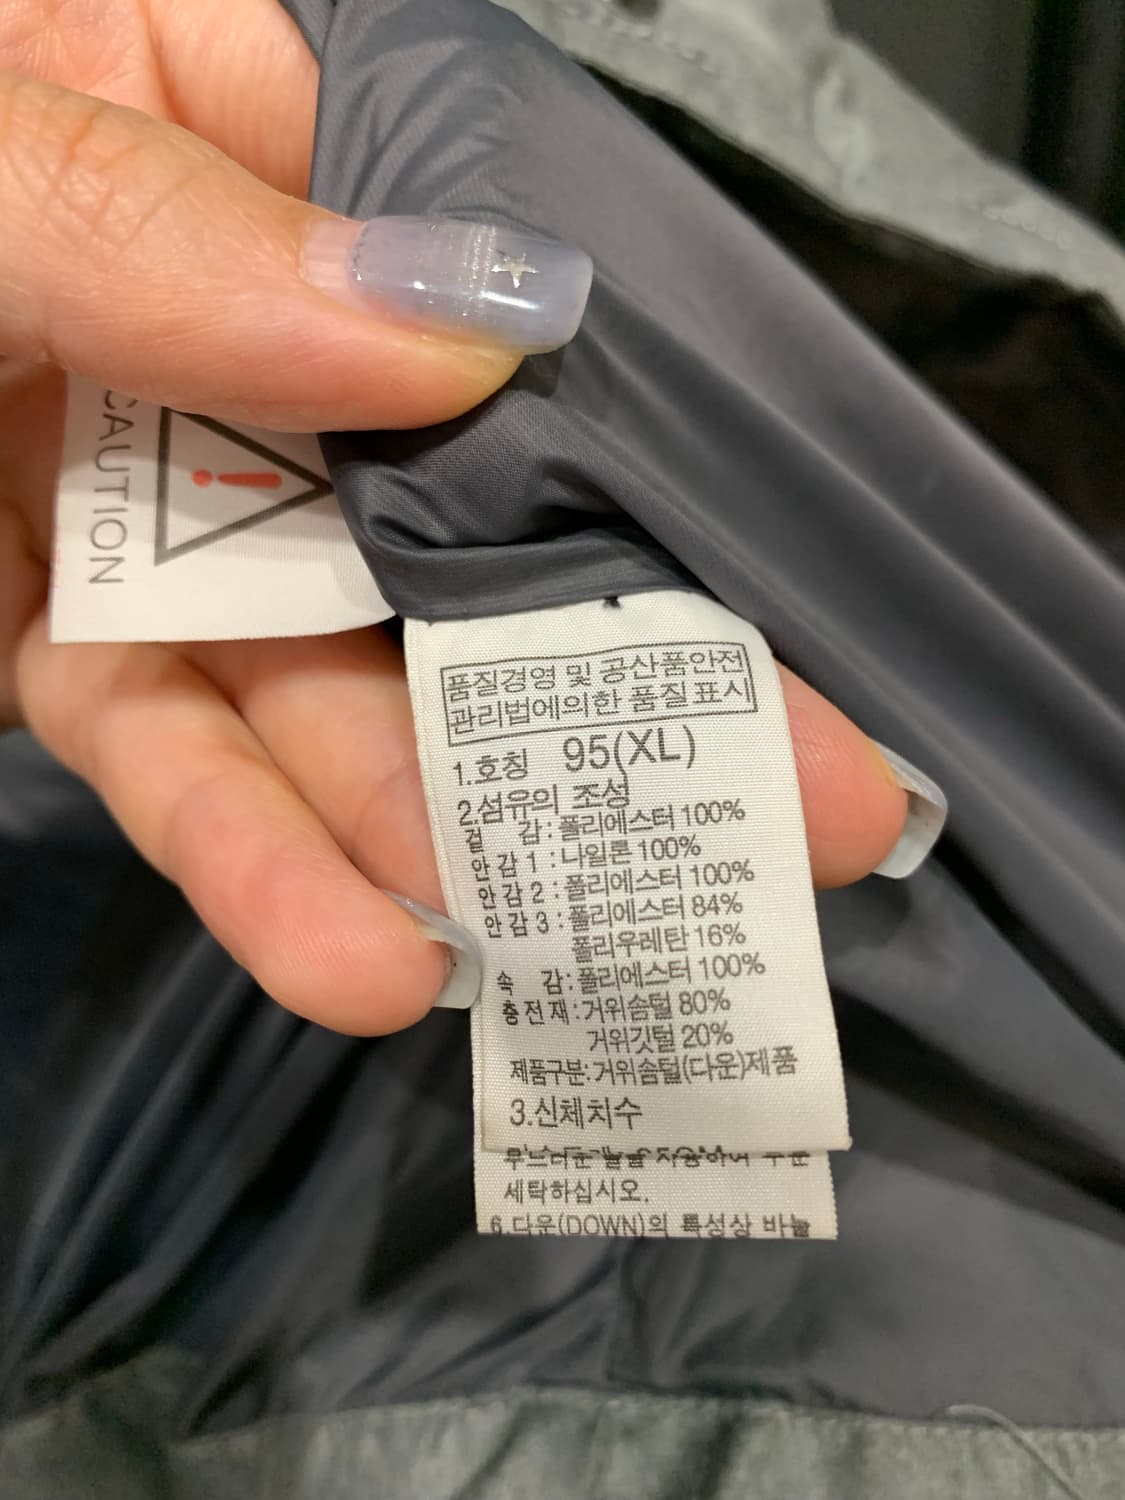 CAUTION
!
품질경영 및 공산품안전
관리법에의한 품질표시
1.호칭 95(XL)
2.섬유의 조성
겉 감 : 폴리에스터 100%
안 감 1 : 나일론 100%
안 감 2 : 폴리에스터 100%
안 감 3 : 폴리에스터 84%
폴리우레탄 16%
속 감 : 폴리에스터 100%
충 전 재 : 거위솜털 80%
거위깃털 20%
제품구분: 거위솜털(다운)제품
3.신체치수
세탁하십시오.
6.다운(DOWN)의 특성상 바늘